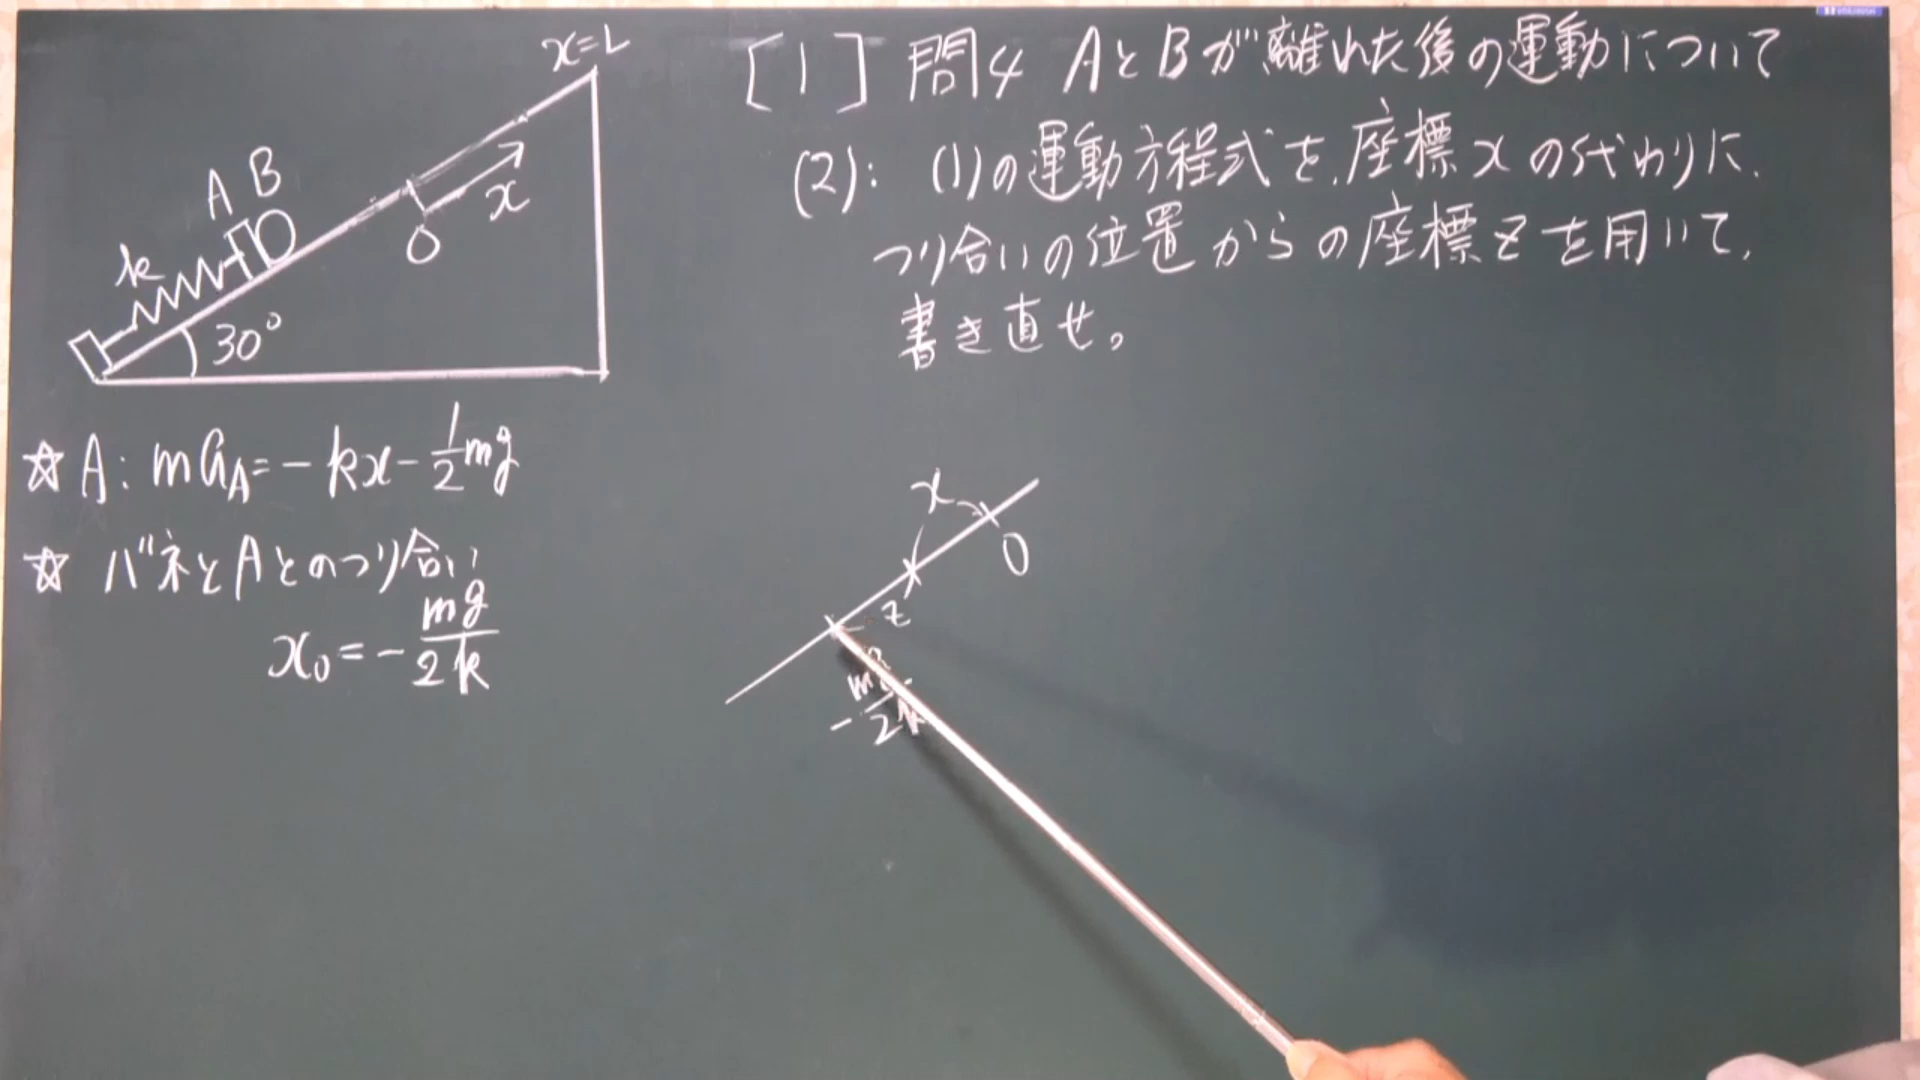 [1] 問4 AとBが離れた後の運動について
(2): (1)の運動方程式を、座標xの代わりに、
つり合いの位置からの座標zを用いて、
書き直せ。
x=L
A B
k
x
O
30°
☆ A: ma_A = -kx - 1/2 mg
☆ バネとAとのつり合い
x₀ = - mg/2k
x
O
z
- mg/2k